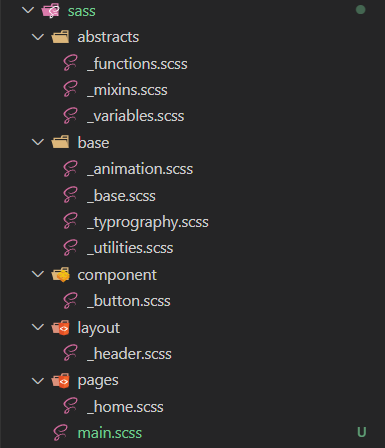 sass
abstracts
_functions.scss
_mixins.scss
_variables.scss
base
_animation.scss
_base.scss
_typrography.scss
_utilities.scss
component
_button.scss
layout
_header.scss
pages
_home.scss
main.scss U